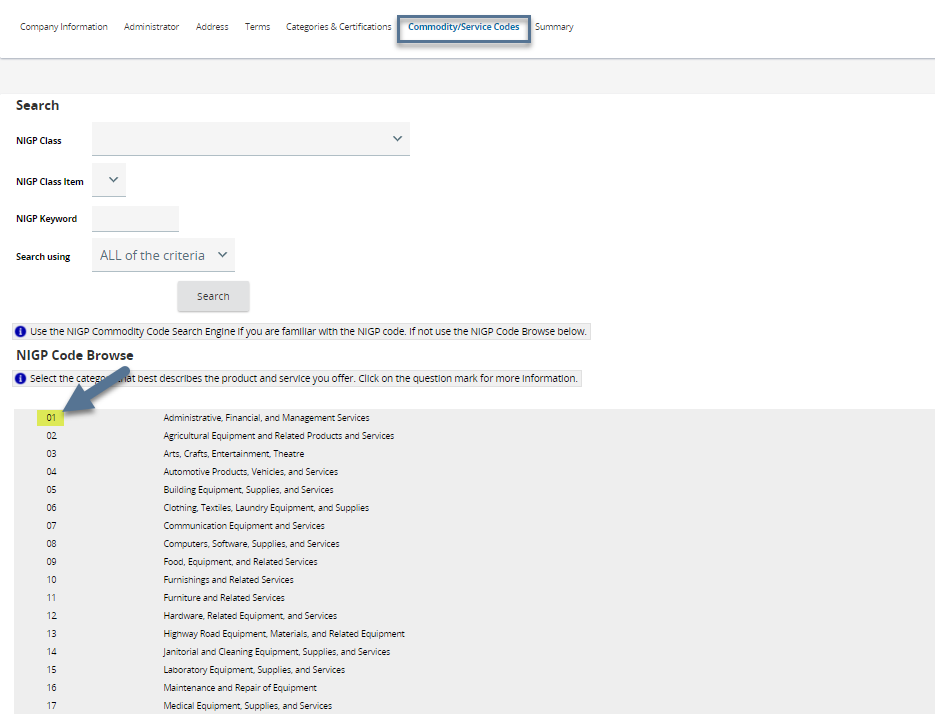 Company Information Administrator Address Terms Categories & Certifications Commodity/Service Codes Summary
Search
NIGP Class
NIGP Class Item
NIGP Keyword
Search using ALL of the criteria
Search
Use the NIGP Commodity Code Search Engine if you are familiar with the NIGP code. If not use the NIGP Code Browse below.
NIGP Code Browse
Select the that best describes the product and service you offer. Click on the question mark for more information.
01 Administrative, Financial, and Management Services
02 Agricultural Equipment and Related Products and Services
03 Arts, Crafts, Entertainment, Theatre
04 Automotive Products, Vehicles, and Services
05 Building Equipment, Supplies, and Services
06 Clothing, Textiles, Laundry Equipment, and Supplies
07 Communication Equipment and Services
08 Computers, Software, Supplies, and Services
09 Food, Equipment, and Related Services
10 Furnishings and Related Services
11 Furniture and Related Services
12 Hardware, Related Equipment, and Services
13 Highway Road Equipment, Materials, and Related Equipment
14 Janitorial and Cleaning Equipment, Supplies, and Services
15 Laboratory Equipment, Supplies, and Services
16 Maintenance and Repair of Equipment
17 Medical Equipment, Supplies, and Services